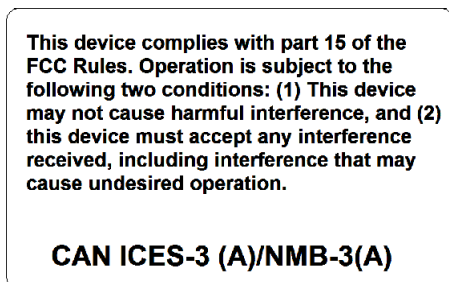 This device complies with part 15 of the
FCC Rules. Operation is subject to the
following two conditions: (1) This device
may not cause harmful interference, and (2)
this device must accept any interference
received, including interference that may
cause undesired operation.
CAN ICES-3 (A)/NMB-3(A)